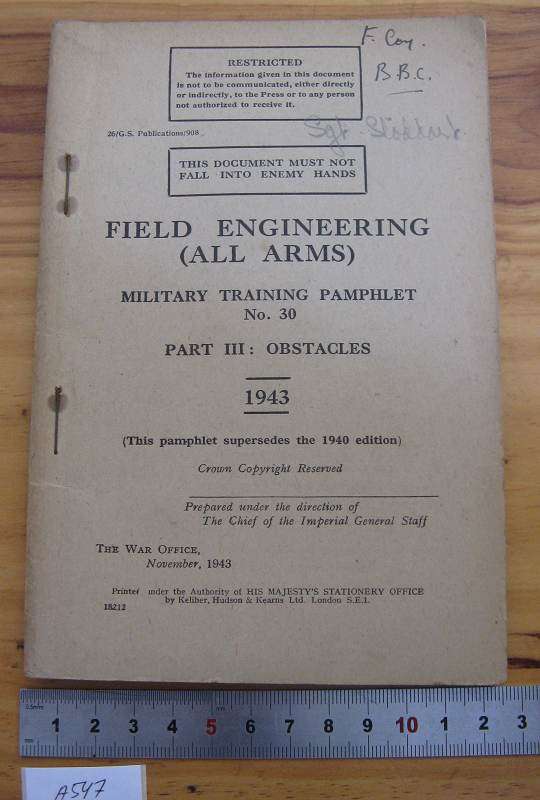 F. Coy.
B.B.C.
RESTRICTED
The information given in this document
is not to be communicated, either directly
or indirectly, to the Press or to any person
not authorized to receive it.
26/G.S. Publications/908
Sgt Stoddart
THIS DOCUMENT MUST NOT
FALL INTO ENEMY HANDS
FIELD ENGINEERING
(ALL ARMS)
MILITARY TRAINING PAMPHLET
No. 30
PART III: OBSTACLES
1943
(This pamphlet supersedes the 1940 edition)
Crown Copyright Reserved
Prepared under the direction of
The Chief of the Imperial General Staff
THE WAR OFFICE,
November, 1943
Printed under the Authority of HIS MAJESTY'S STATIONERY OFFICE
by Keliher, Hudson & Kearns Ltd. London S.E.1.
18212
0.5mm
1 2 3 4 5 6 7 8 9 10 1 2 3
mm
A547